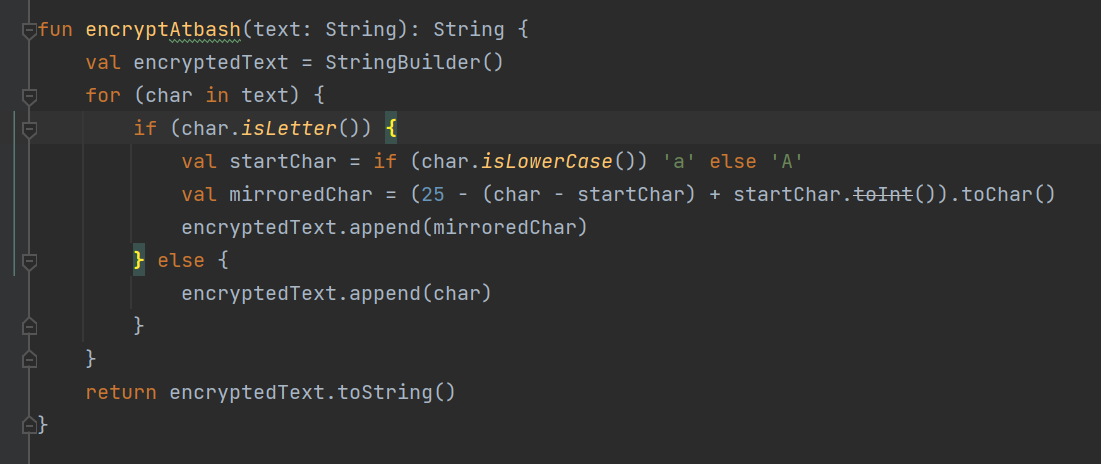 fun encryptAtbash(text: String): String {
    val encryptedText = StringBuilder()
    for (char in text) {
        if (char.isLetter()) {
            val startChar = if (char.isLowerCase()) 'a' else 'A'
            val mirroredChar = (25 - (char - startChar) + startChar.toInt()).toChar()
            encryptedText.append(mirroredChar)
        } else {
            encryptedText.append(char)
        }
    }
    return encryptedText.toString()
}